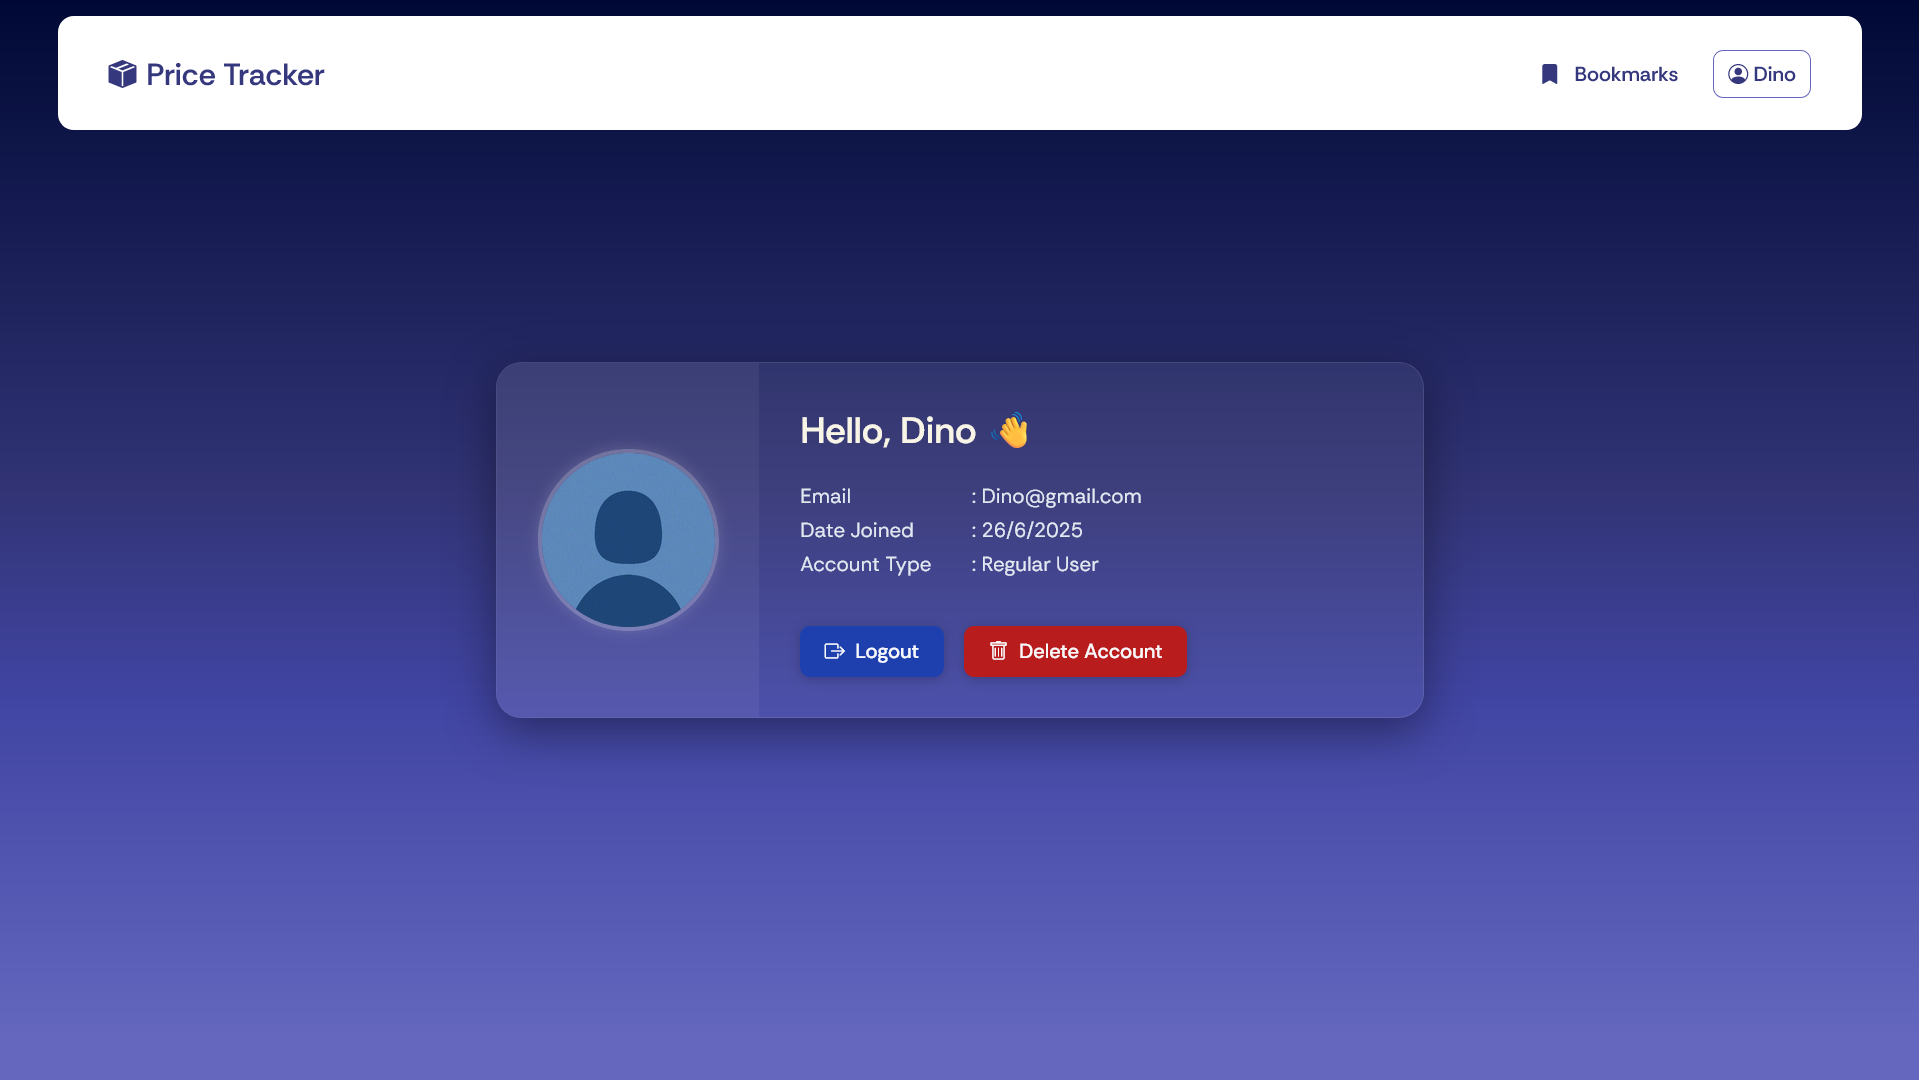 Price Tracker
Bookmarks
Dino
Hello, Dino 👋
Email : Dino@gmail.com
Date Joined : 26/6/2025
Account Type : Regular User
Logout
Delete Account